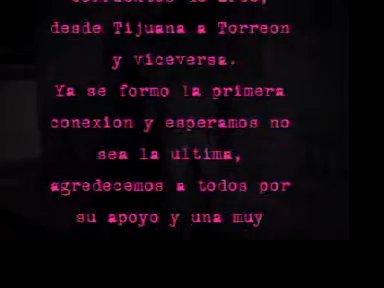 desde Tijuana a Torreon
y viceversa.
Ya se formo la primera
conexion y esperamos no
sea la ultima,
agredecemos a todos por
su apoyo y una muy